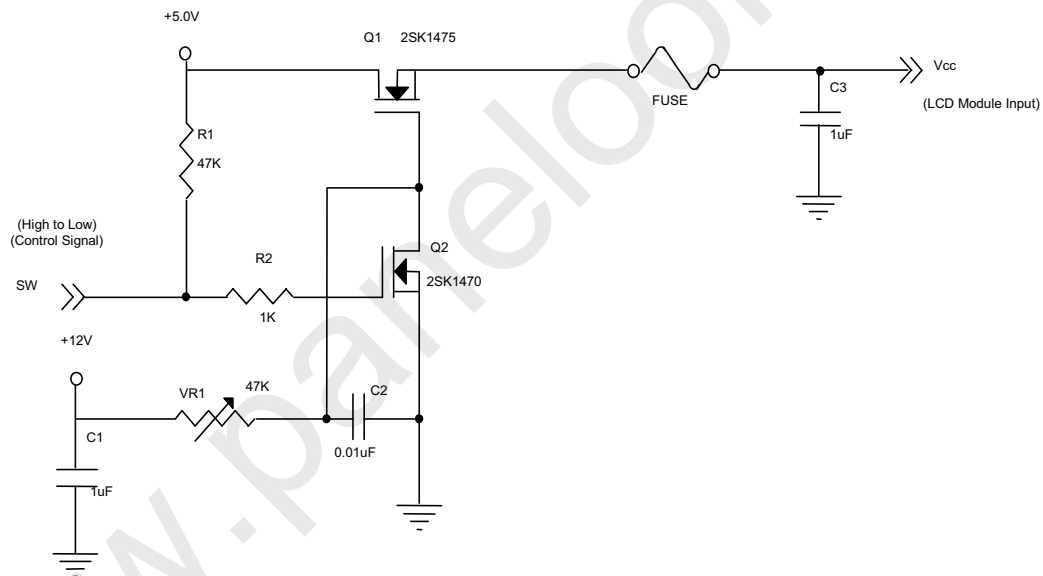 +5.0V
Q1 2SK1475
Vcc
(LCD Module Input)
FUSE
C3
1uF
R1
47K
(High to Low)
(Control Signal)
SW
R2
1K
Q2
2SK1470
+12V
VR1
47K
C1
1uF
C2
0.01uF
w.paneloo